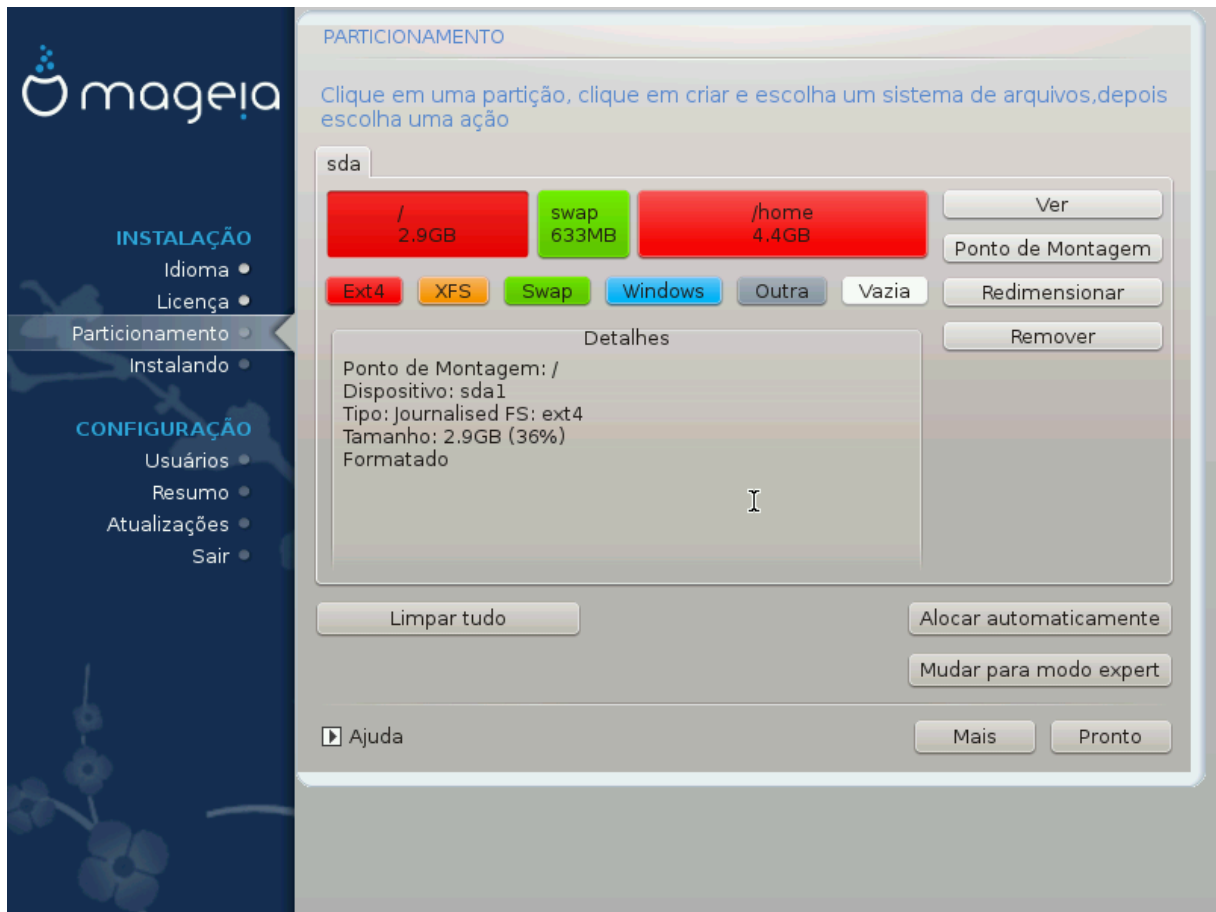 mageia
INSTALAÇÃO
Idioma
Licença
Particionamento
Instalando
CONFIGURAÇÃO
Usuários
Resumo
Atualizações
Sair
PARTICIONAMENTO
Clique em uma partição, clique em criar e escolha um sistema de arquivos,depois
escolha uma ação
sda
/
2.9GB
swap
633MB
/home
4.4GB
Ext4 XFS Swap Windows Outra Vazia
Ver
Ponto de Montagem
Redimensionar
Remover
Detalhes
Ponto de Montagem: /
Dispositivo: sda1
Tipo: Journalised FS: ext4
Tamanho: 2.9GB (36%)
Formatado
Limpar tudo
Alocar automaticamente
Mudar para modo expert
Ajuda
Mais
Pronto